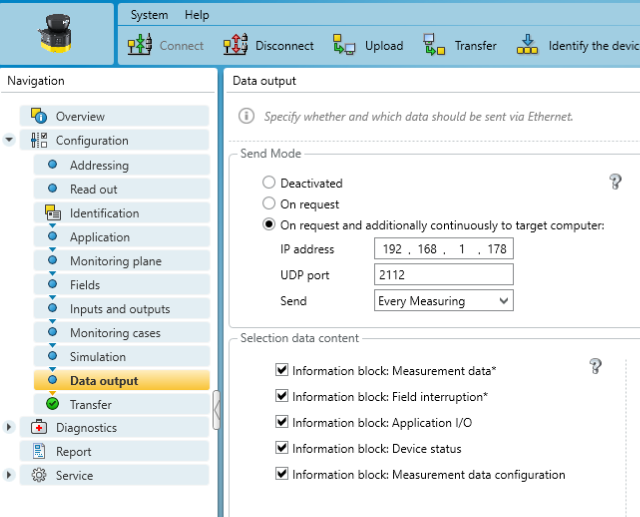 System Help
Connect Disconnect Upload Transfer Identify the devic
Navigation
Overview
Configuration
Addressing
Read out
Identification
Application
Monitoring plane
Fields
Inputs and outputs
Monitoring cases
Simulation
Data output
Transfer
Diagnostics
Report
Service
Data output
Specify whether and which data should be sent via Ethernet.
Send Mode
Deactivated
On request
On request and additionally continuously to target computer:
IP address 192 . 168 . 1 . 178
UDP port 2112
Send Every Measuring
Selection data content
Information block: Measurement data*
Information block: Field interruption*
Information block: Application I/O
Information block: Device status
Information block: Measurement data configuration